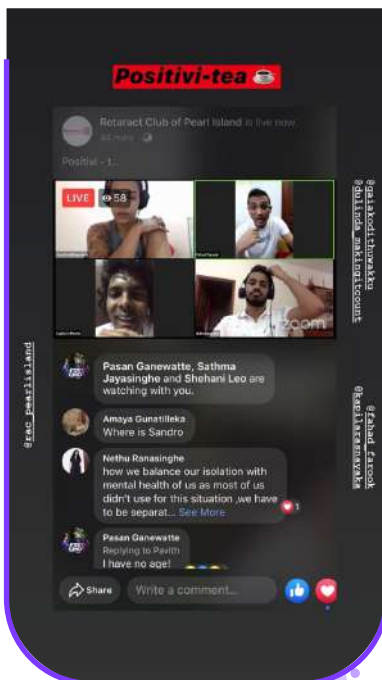 Positivi-tea
Rotaract Club of Pearl Island is live now.
44 mins
Positivi - t...
LIVE 58
zoom
@gaiakodithuwakku
@dulinda_makingitcount
@rac_pearlisland
@fahad_farook
@kapilarasnayaka
Pasan Ganewatte, Sathma
Jayasinghe and Shehani Leo are
watching with you.
Amaya Gunatilleka
Where is Sandro
Nethu Ranasinghe
how we balance our isolation with
mental health of us as most of us
didn't use for this situation ,we have
to be separat... See More
1
Pasan Ganewatte
Replying to Pavith
I have no age!
Share
Write a comment...